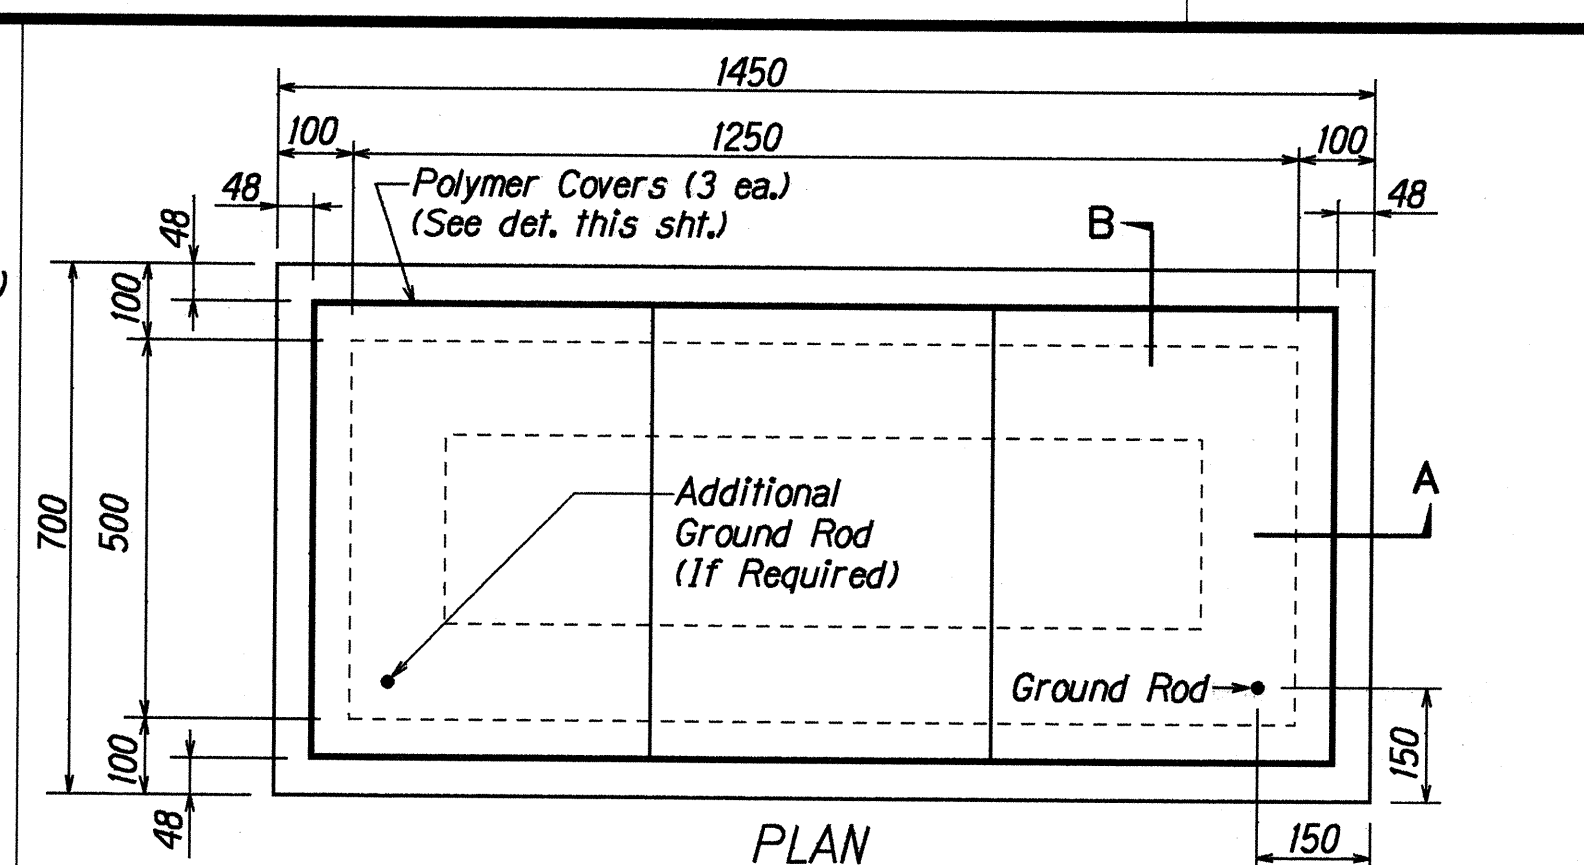 1450
100
1250
100
48
Polymer Covers (3 ea.)
(See det. this sht.)
48
48
B
100
700
500
A
Additional
Ground Rod
(If Required)
Ground Rod
100
48
150
150
PLAN